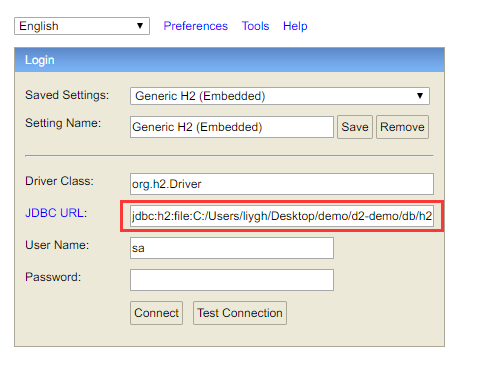 English Preferences Tools Help
Login
Saved Settings: Generic H2 (Embedded)
Setting Name: Generic H2 (Embedded) Save Remove
Driver Class: org.h2.Driver
JDBC URL: jdbc:h2:file:C:/Users/liygh/Desktop/demo/d2-demo/db/h2
User Name: sa
Password:
Connect Test Connection